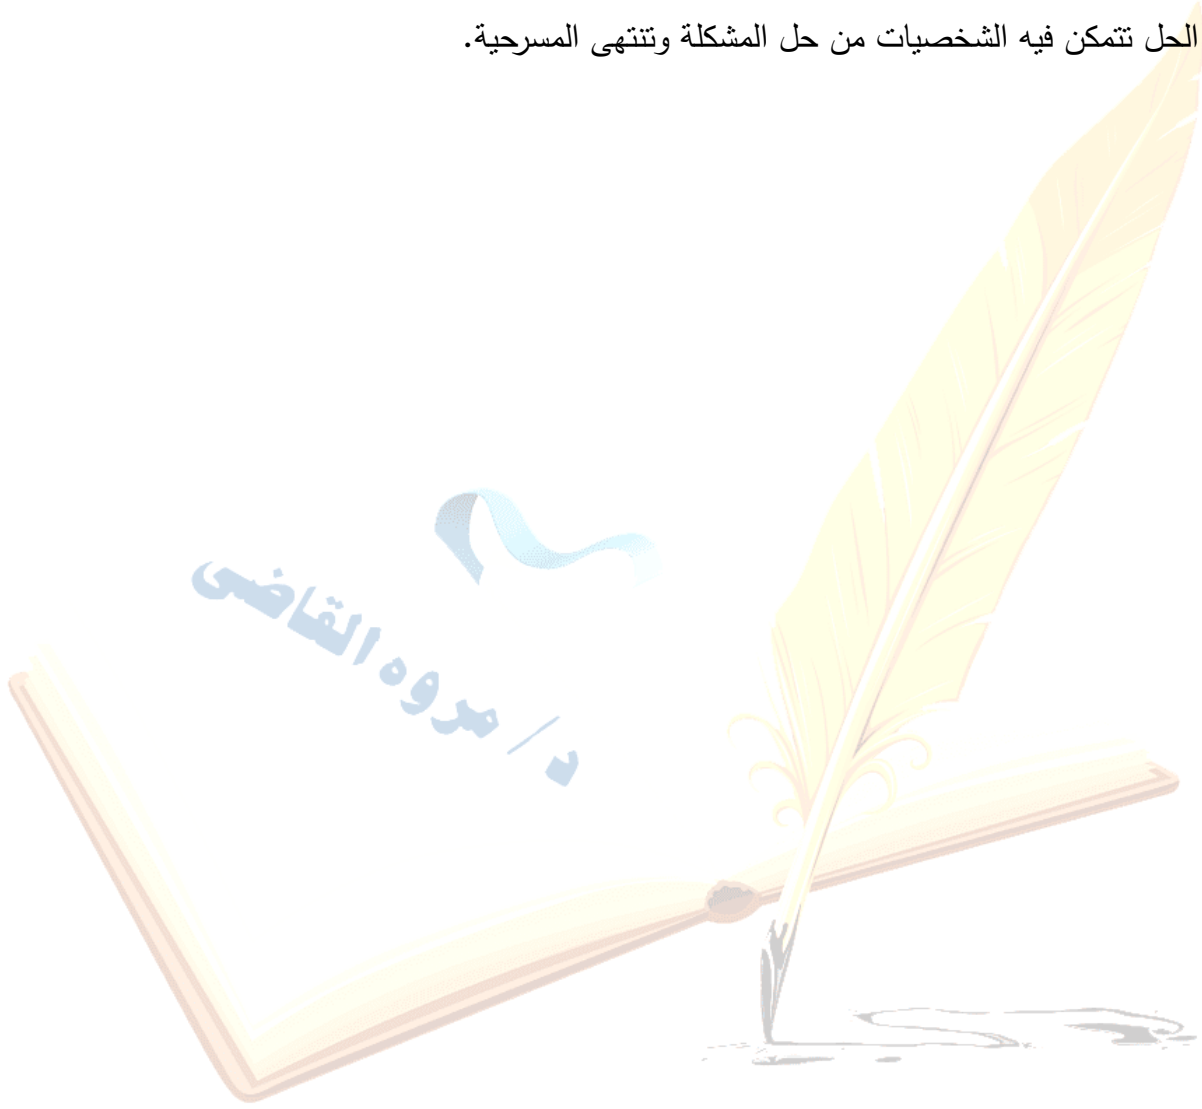 الحل تتمكن فيه الشخصيات من حل المشكلة وتنتهى المسرحية.
د/ مروه القاضى